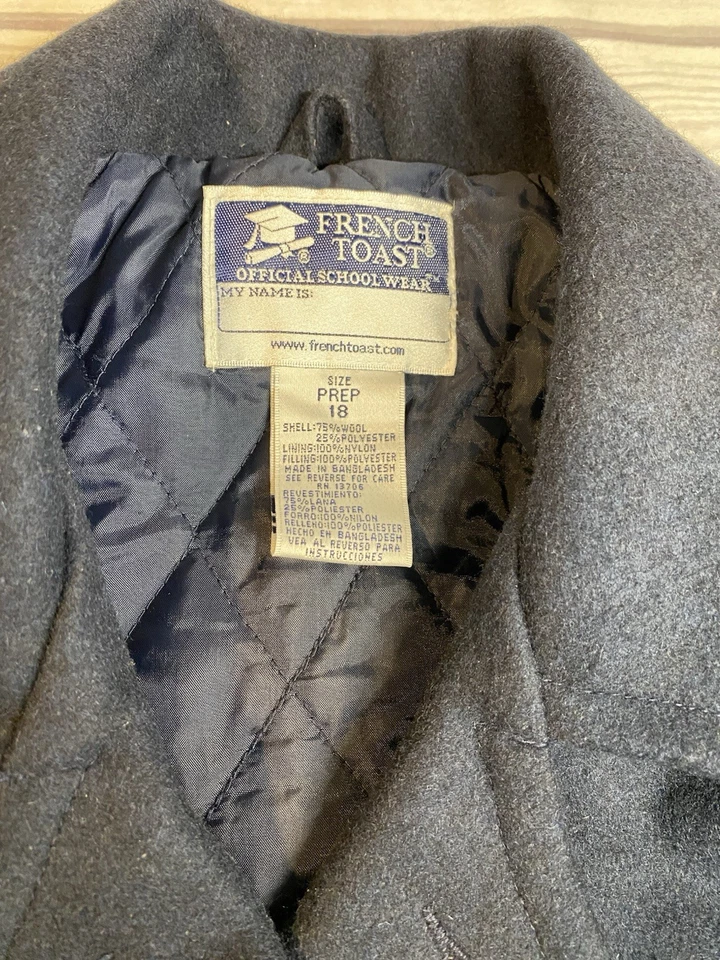 FRENCH
TOAST®
OFFICIAL SCHOOL WEAR™
MY NAME IS:
www.frenchtoast.com
SIZE
PREP
18
SHELL:75%WOOL
25%POLYESTER
LINING:100%NYLON
FILLING:100%POLYESTER
MADE IN BANGLADESH
SEE REVERSE FOR CARE
RN 13706
REVESTIMIENTO:
75%LANA
25%POLIESTER
FORRO:100%NILON
RELLENO:100%POLIESTER
HECHO EN BANGLADESH
VEA AL REVERSO PARA
INSTRUCCIONES